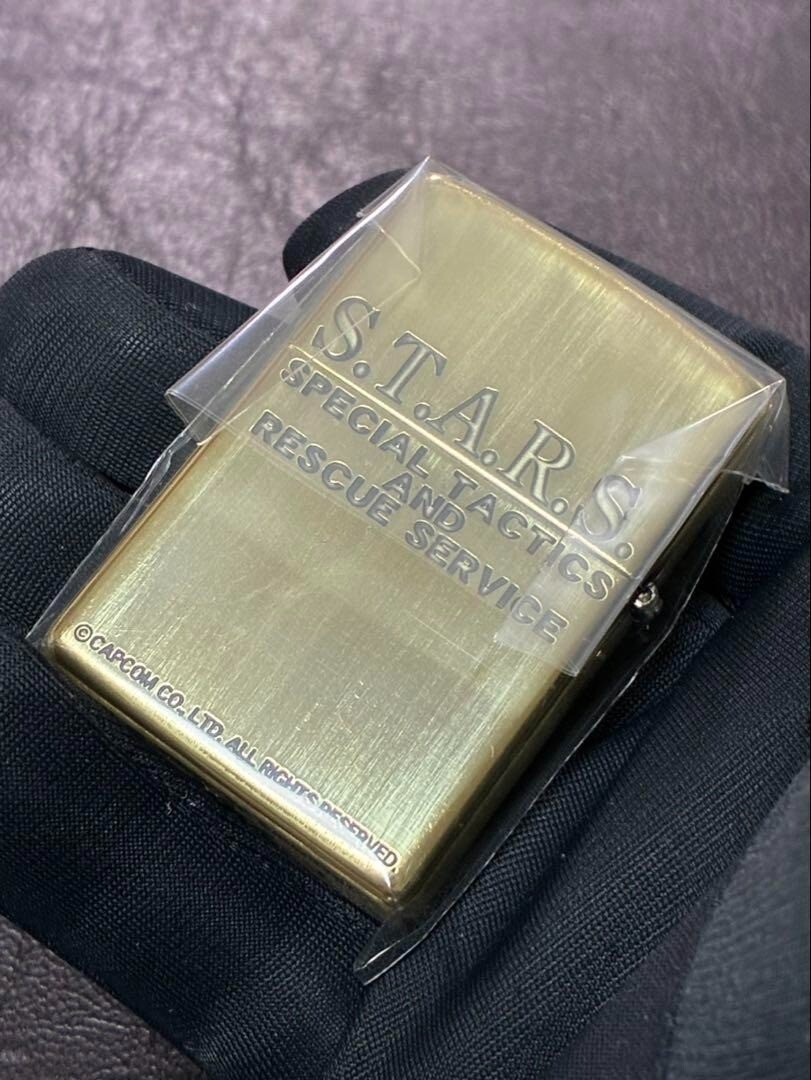 S.T.A.R.S.
SPECIAL TACTICS
AND
RESCUE SERVICE
©CAPCOM CO., LTD. ALL RIGHTS RESERVED.